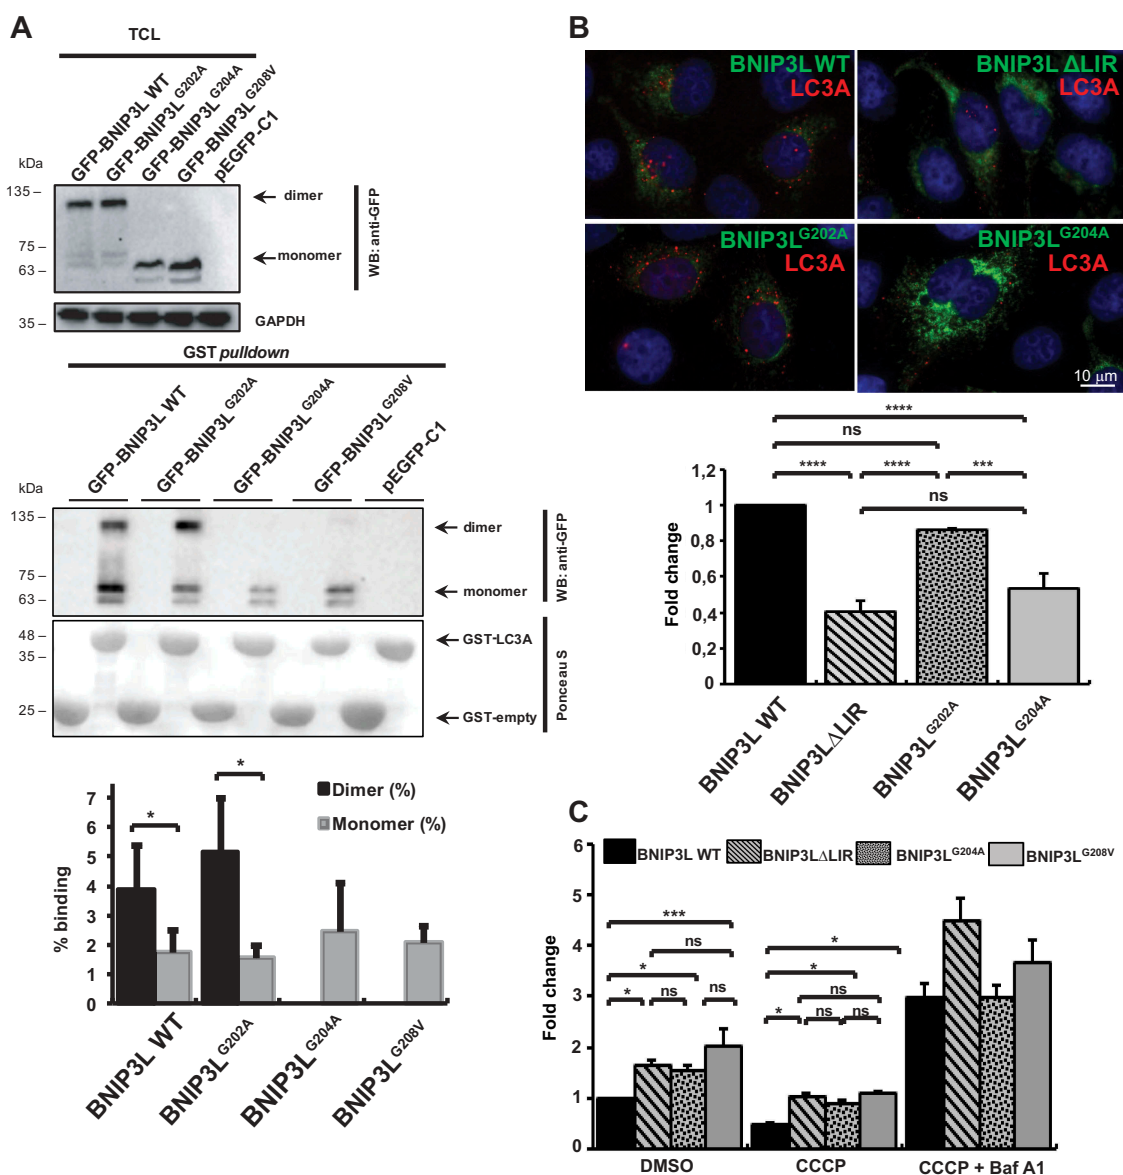 A
TCL
GFP-BNIP3L WT
GFP-BNIP3L G202A
GFP-BNIP3L G204A
GFP-BNIP3L G208V
pEGFP-C1
kDa
135
75
63
35
dimer
monomer
WB: anti-GFP
GAPDH
GST pulldown
GFP-BNIP3L WT
GFP-BNIP3L G202A
GFP-BNIP3L G204A
GFP-BNIP3L G208V
pEGFP-C1
kDa
135
75
63
48
35
25
dimer
monomer
WB: anti-GFP
GST-LC3A
GST-empty
Ponceau S
7
6
5
4
3
2
1
0
% binding
*
*
Dimer (%)
Monomer (%)
BNIP3L WT
BNIP3L G202A
BNIP3L G204A
BNIP3L G208V
B
BNIP3L WT
LC3A
BNIP3L ΔLIR
LC3A
BNIP3L G202A
LC3A
BNIP3L G204A
LC3A
10 μm
****
ns
**** **** ***
ns
1,2
1
0,8
0,6
0,4
0,2
0
Fold change
BNIP3L WT
BNIP3LΔLIR
BNIP3L G202A
BNIP3L G204A
C
6
5
4
3
2
1
0
Fold change
BNIP3L WT BNIP3LΔLIR BNIP3L G204A BNIP3L G208V
***
ns
*
* ns ns
*
*
ns
* ns ns
DMSO CCCP CCCP + Baf A1